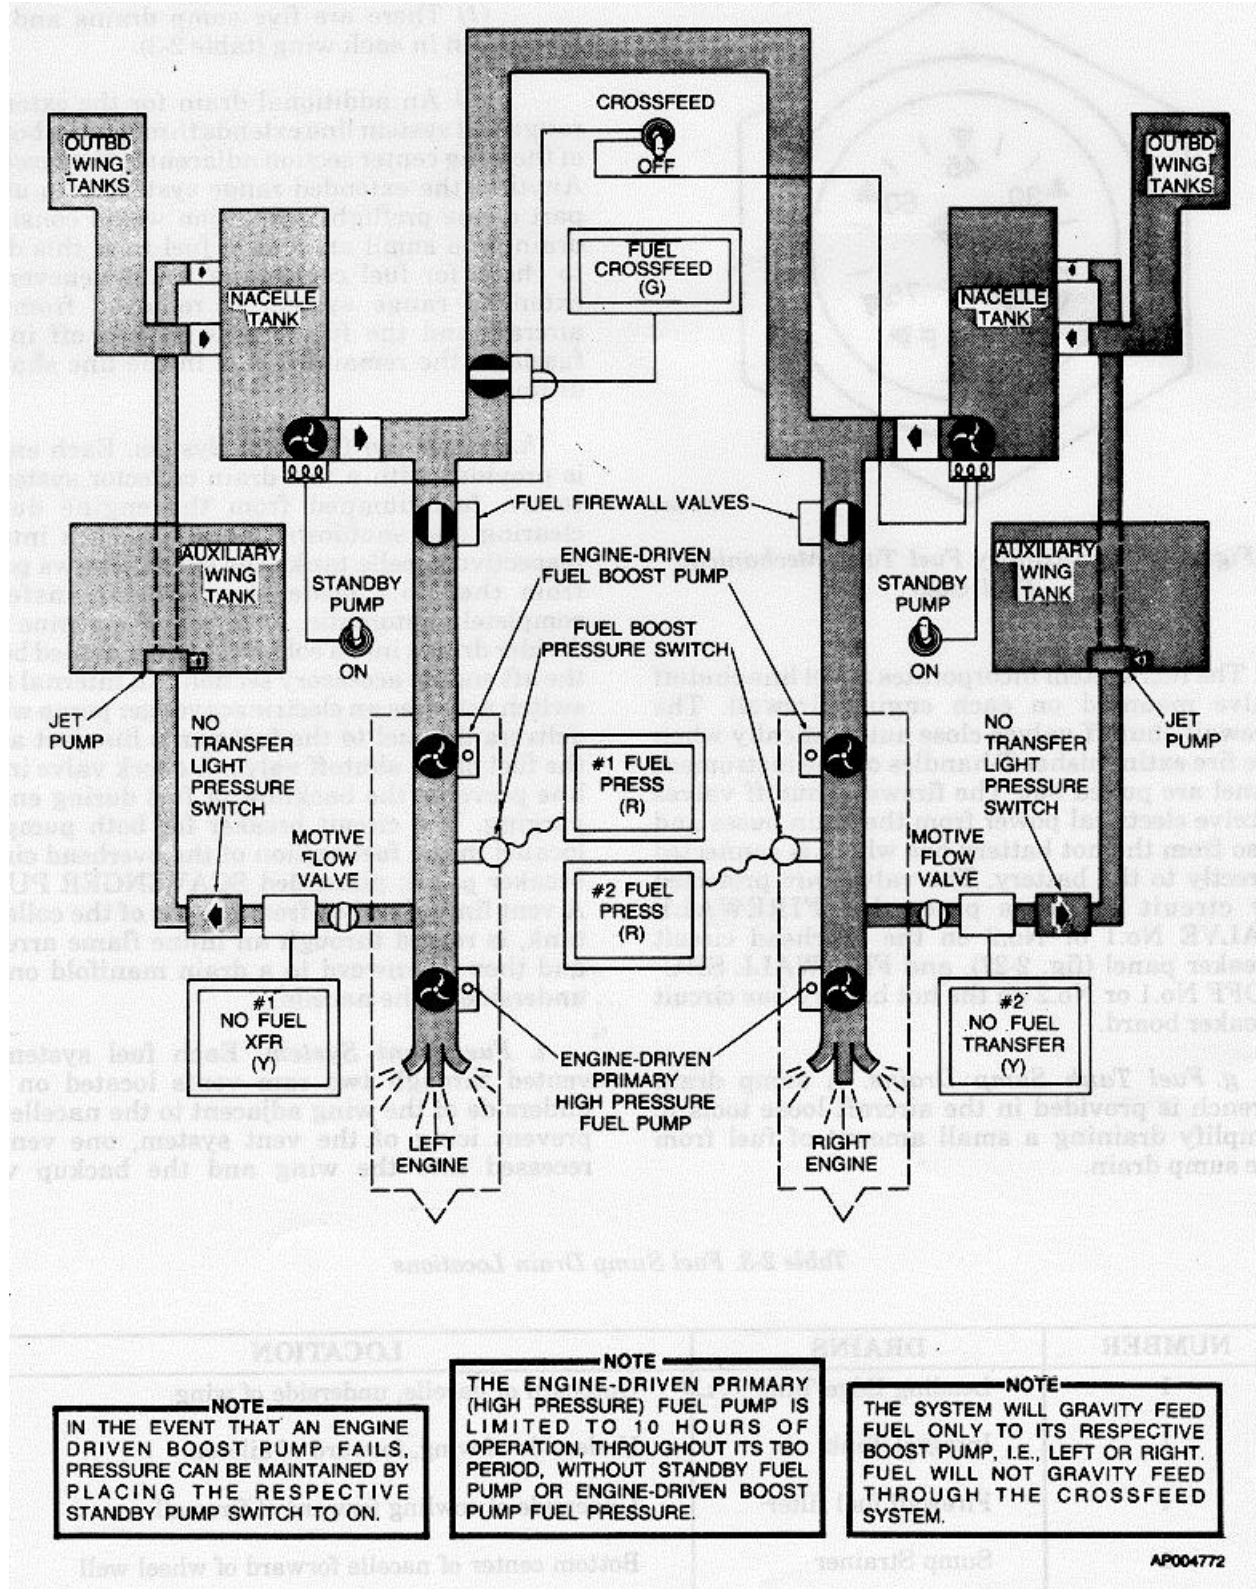 CROSSFEED
OFF
OUTBD
WING
TANKS
OUTBD
WING
TANKS
FUEL
CROSSFEED
(G)
NACELLE
TANK
NACELLE
TANK
FUEL FIREWALL VALVES
AUXILIARY
WING
TANK
STANDBY
PUMP
ON
ENGINE-DRIVEN
FUEL BOOST PUMP
FUEL BOOST
PRESSURE SWITCH
STANDBY
PUMP
ON
AUXILIARY
WING
TANK
JET
PUMP
NO
TRANSFER
LIGHT
PRESSURE
SWITCH
#1 FUEL
PRESS
(R)
NO
TRANSFER
LIGHT
PRESSURE
SWITCH
JET
PUMP
MOTIVE
FLOW
VALVE
#2 FUEL
PRESS
(R)
MOTIVE
FLOW
VALVE
#1
NO FUEL
XFR
(Y)
#2
NO FUEL
TRANSFER
(Y)
ENGINE-DRIVEN
PRIMARY
HIGH PRESSURE
FUEL PUMP
LEFT
ENGINE
RIGHT
ENGINE
NOTE
IN THE EVENT THAT AN ENGINE
DRIVEN BOOST PUMP FAILS,
PRESSURE CAN BE MAINTAINED BY
PLACING THE RESPECTIVE
STANDBY PUMP SWITCH TO ON.
NOTE
THE ENGINE-DRIVEN PRIMARY
(HIGH PRESSURE) FUEL PUMP IS
LIMITED TO 10 HOURS OF
OPERATION, THROUGHOUT ITS TBO
PERIOD, WITHOUT STANDBY FUEL
PUMP OR ENGINE-DRIVEN BOOST
PUMP FUEL PRESSURE.
NOTE
THE SYSTEM WILL GRAVITY FEED
FUEL ONLY TO ITS RESPECTIVE
BOOST PUMP, I.E., LEFT OR RIGHT.
FUEL WILL NOT GRAVITY FEED
THROUGH THE CROSSFEED
SYSTEM.
AP004772